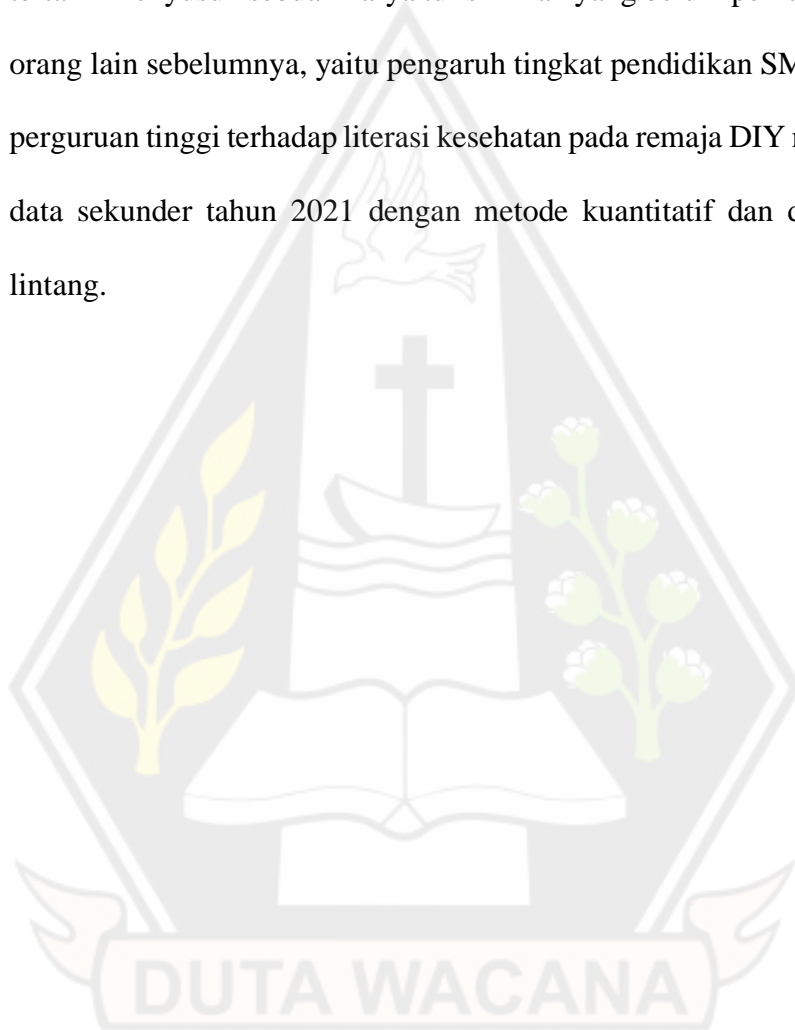 orang lain sebelumnya, yaitu pengaruh tingkat pendidikan
perguruan tinggi terhadap literasi kesehatan pada remaja DIY
data sekunder tahun 2021 dengan metode kuantitatif dan
lintang.
DUTA WACANA